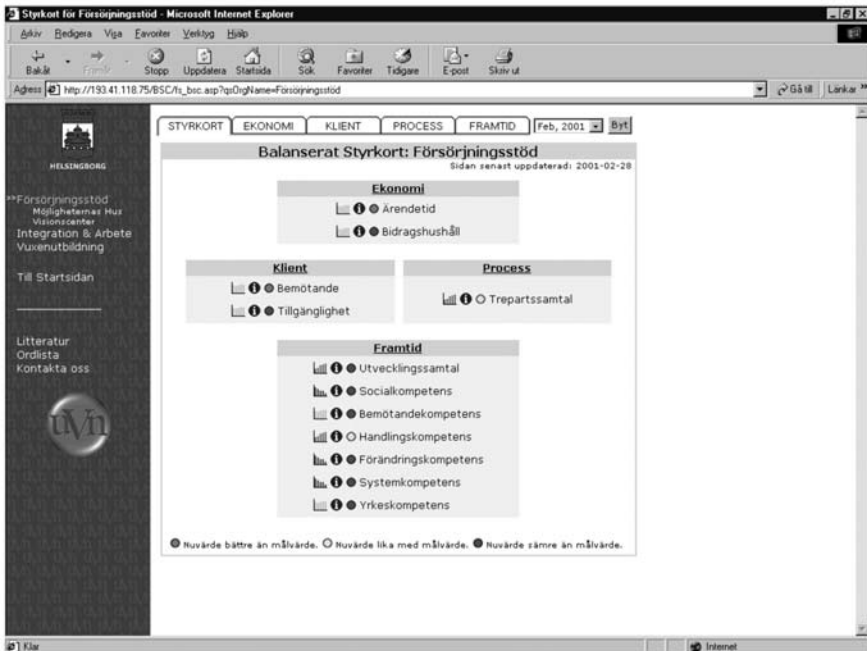 Styrkort för Försörjningsstöd - Microsoft Internet Explorer
Arkiv Redigera Visa Favoriter Verktyg Hjälp
Bakåt Framåt Stopp Uppdatera Startsida Sök Favoriter Tidigare E-post Skriv ut
Adress http://193.41.118.75/BSC/fs_bsc.asp?qsOrgName=Försörjningsstöd Gå till Länkar »
HELSINGBORG
»Försörjningsstöd
Möjligheternas Hus
Visionscenter
Integration & Arbete
Vuxenutbildning
Till Startsidan
Litteratur
Ordlista
Kontakta oss
uvn
STYRKORT EKONOMI KLIENT PROCESS FRAMTID Feb, 2001 Byt
Balanserat Styrkort: Försörjningsstöd
Sidan senast uppdaterad: 2001-02-28
Ekonomi
Ärendetid
Bidragshushåll
Klient
Bemötande
Tillgänglighet
Process
Trepartssamtal
Framtid
Utvecklingssamtal
Socialkompetens
Bemötandekompetens
Handlingskompetens
Förändringskompetens
Systemkompetens
Yrkeskompetens
Nuvärde bättre än målvärde. Nuvärde lika med målvärde. Nuvärde sämre än målvärde.
Klar Internet